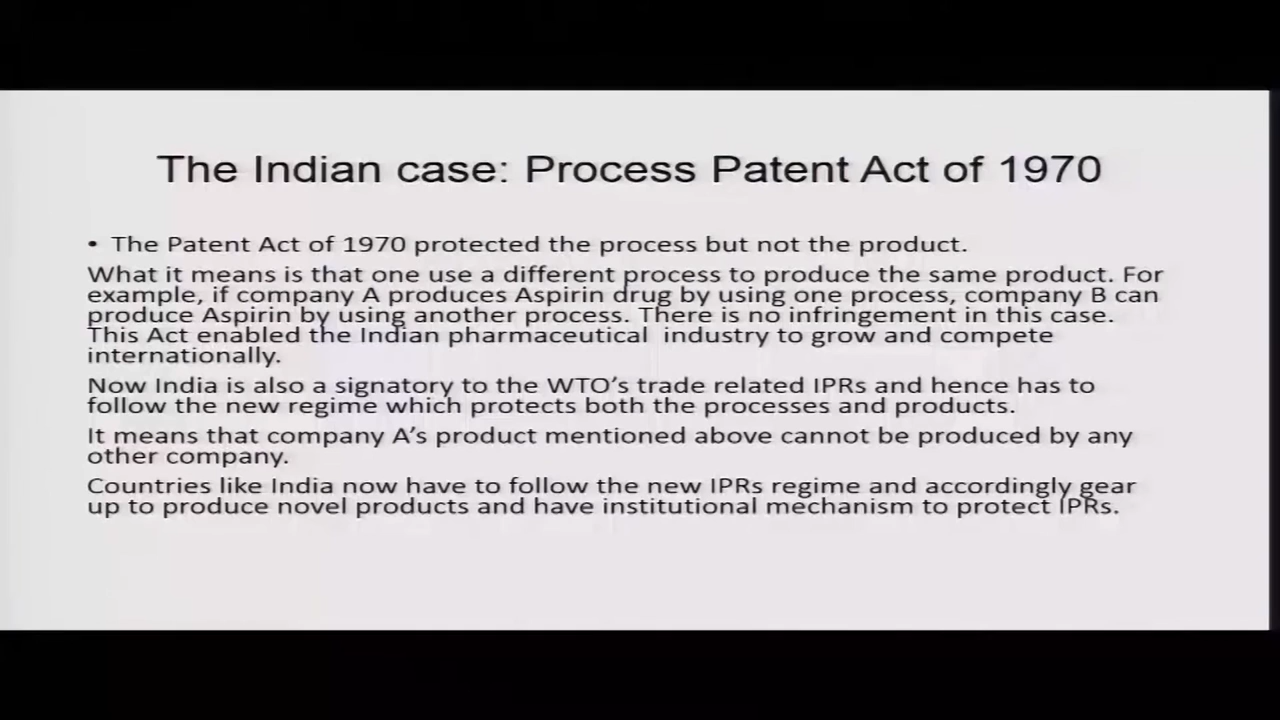 The Indian case: Process Patent Act of 1970
• The Patent Act of 1970 protected the process but not the product.
What it means is that one use a different process to produce the same product. For
example, if company A produces Aspirin drug by using one process, company B can
produce Aspirin by using another process. There is no infringement in this case.
This Act enabled the Indian pharmaceutical industry to grow and compete
internationally.
Now India is also a signatory to the WTO’s trade related IPRs and hence has to
follow the new regime which protects both the processes and products.
It means that company A’s product mentioned above cannot be produced by any
other company.
Countries like India now have to follow the new IPRs regime and accordingly gear
up to produce novel products and have institutional mechanism to protect IPRs.